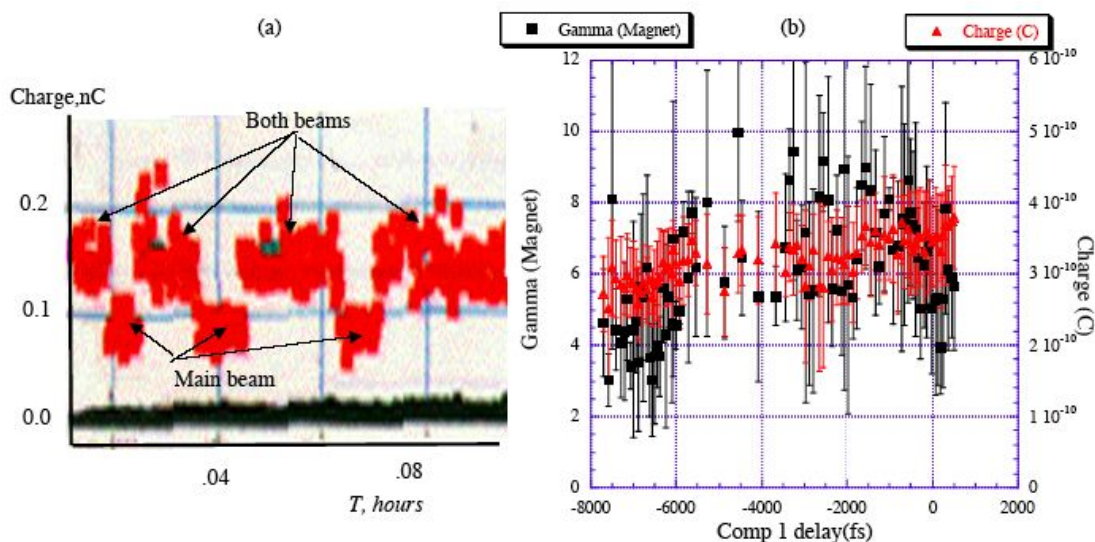 (a)
Charge,nC
Both beams
0.2
0.1
Main beam
0.0
.04
.08
T, hours
Gamma (Magnet)
(b)
Charge (C)
12
10
8
6
4
2
0
Gamma (Magnet)
6 10-10
5 10-10
4 10-10
3 10-10
2 10-10
1 10-10
0
Charge (C)
-8000 -6000 -4000 -2000 0 2000
Comp 1 delay(fs)